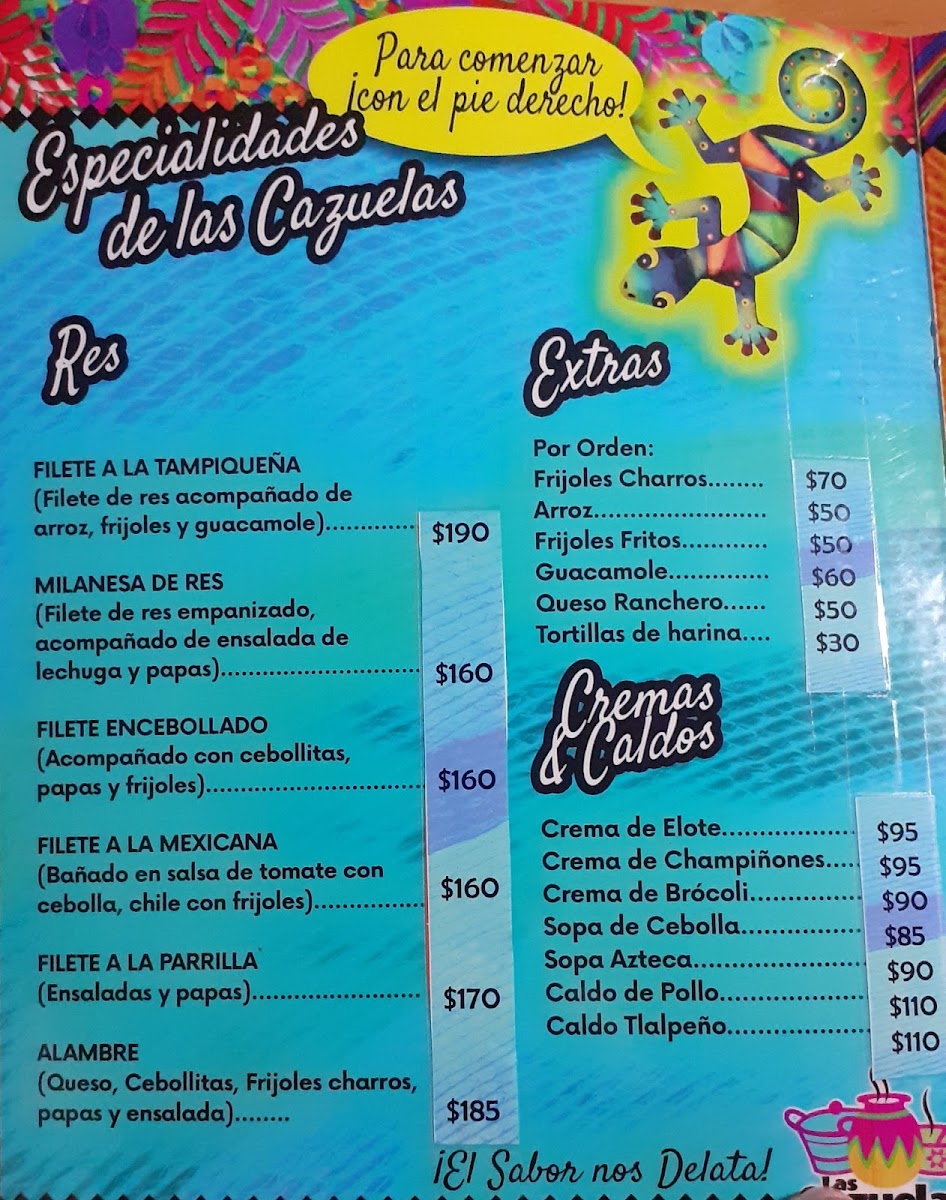 Para comenzar
¡con el pie derecho!
Especialidades
de las Cazuelas
Res
FILETE A LA TAMPIQUEÑA
(Filete de res acompañado de
arroz, frijoles y guacamole)............... $190
MILANESA DE RES
(Filete de res empanizado,
acompañado de ensalada de
lechuga y papas)................................. $160
FILETE ENCEBOLLADO
(Acompañado con cebollitas,
papas y frijoles).................................... $160
FILETE A LA MEXICANA
(Bañado en salsa de tomate con
cebolla, chile con frijoles).................. $160
FILETE A LA PARRILLA
(Ensaladas y papas)............................ $170
ALAMBRE
(Queso, Cebollitas, Frijoles charros,
papas y ensalada)........ $185
Extras
Por Orden:
Frijoles Charros........ $70
Arroz......................... $50
Frijoles Fritos............ $50
Guacamole.............. $60
Queso Ranchero...... $50
Tortillas de harina.... $30
Cremas
& Caldos
Crema de Elote................... $95
Crema de Champiñones..... $95
Crema de Brócoli................ $90
Sopa de Cebolla................. $85
Sopa Azteca......................... $90
Caldo de Pollo..................... $110
Caldo Tlalpeño.................... $110
¡El Sabor nos Delata!
las